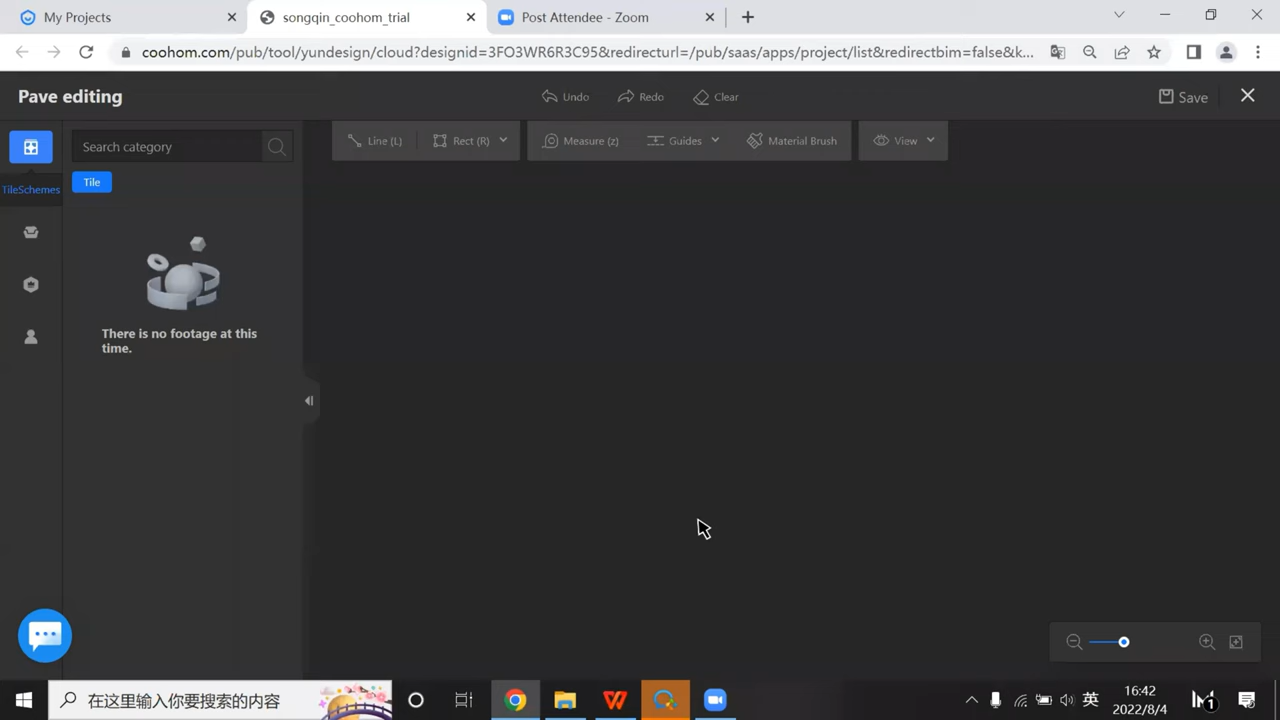 My Projects
songqin_coohom_trial
Post Attendee - Zoom
coohom.com/pub/tool/yundesign/cloud?designid=3FO3WR6R3C95&redirecturl=/pub/saas/apps/project/list&redirectbim=false&k...
Pave editing
Undo
Redo
Clear
Save
Search category
Line (L)
Rect (R)
Measure (z)
Guides
Material Brush
View
Tile
TileSchemes
There is no footage at this
time.
在这里输入你要搜索的内容
英
16:42
2022/8/4
1